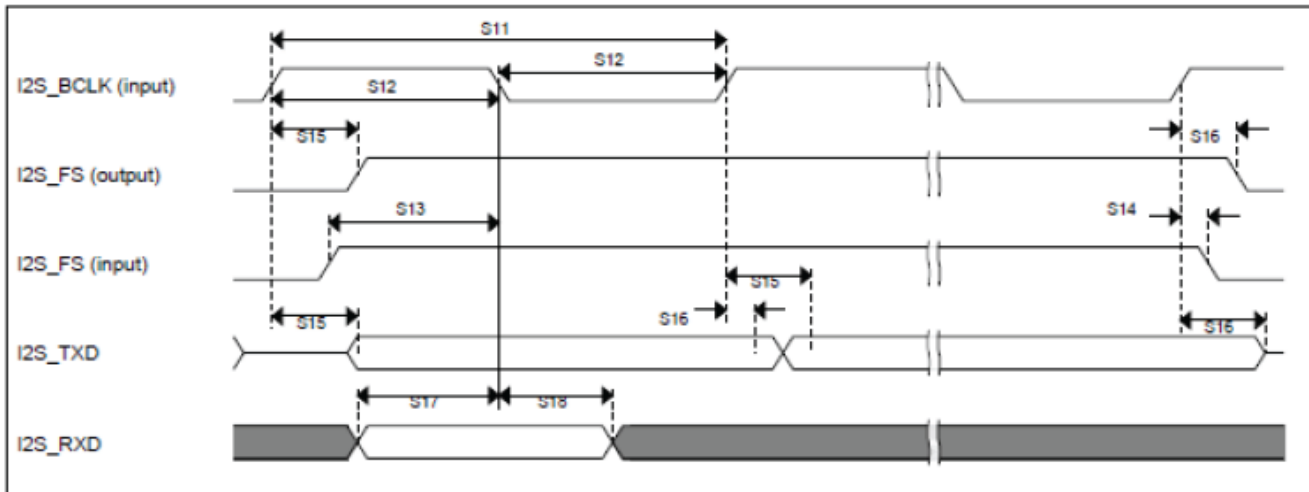 S11
I2S_BCLK (input)
S12
S12
S15
S16
I2S_FS (output)
S13
S14
I2S_FS (input)
S15
S15
S16
S16
I2S_TXD
S17
S18
I2S_RXD